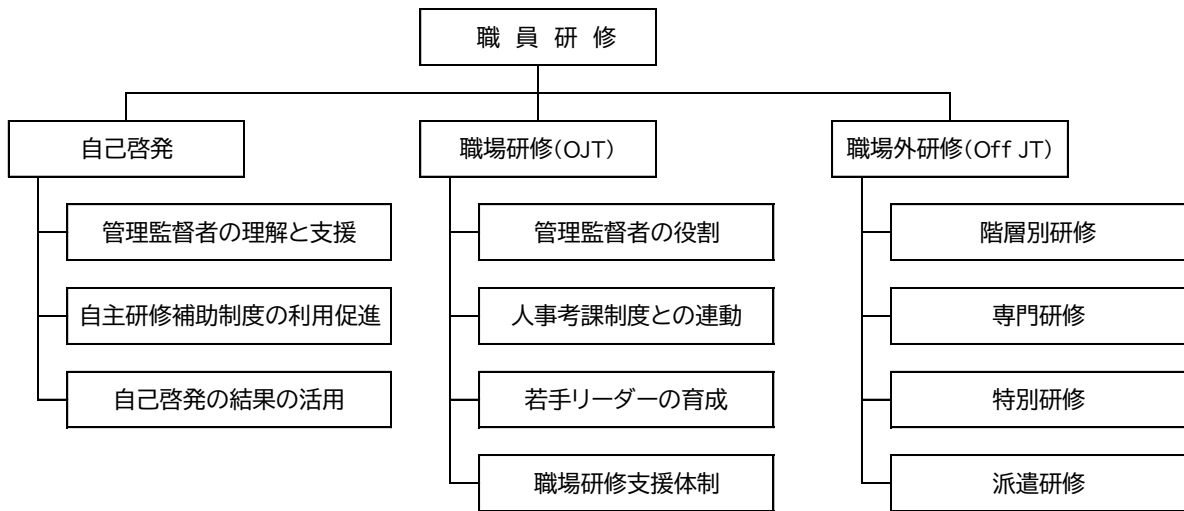 職 員 研 修
自己啓発
管理監督者の理解と支援
自主研修補助制度の利用促進
自己啓発の結果の活用
職場研修(OJT)
管理監督者の役割
人事考課制度との連動
若手リーダーの育成
職場研修支援体制
職場外研修(Off JT)
階層別研修
専門研修
特別研修
派遣研修